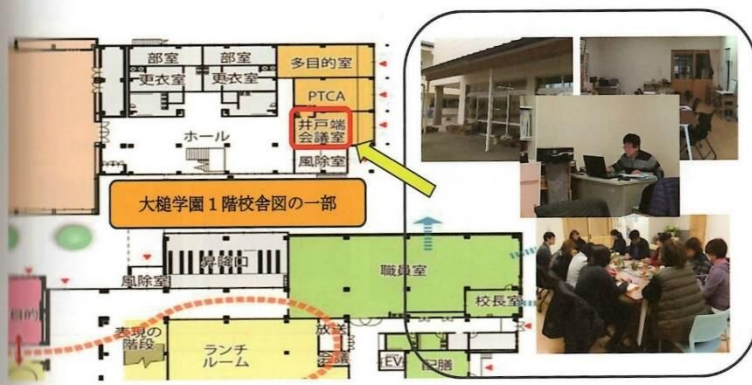 部室
部室
多目的室
更衣室
更衣室
PTCA
井戸端
会議室
ホール
風除室
大槌学園1階校舎図の一部
昇降口
職員室
風除室
校長室
目的
表現の
階段
ランチ
ルーム
放送
会議
EV
配膳